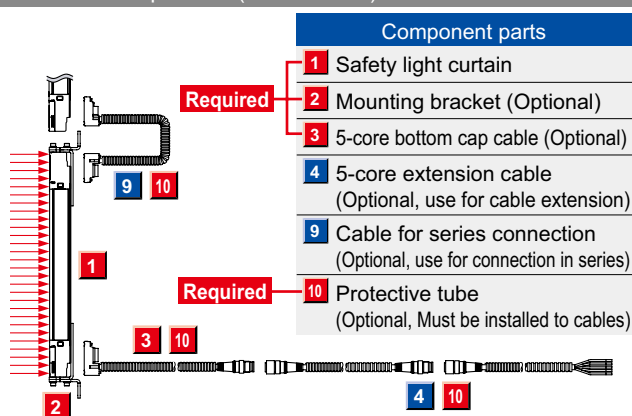 Component parts
Required
1 Safety light curtain
2 Mounting bracket (Optional)
3 5-core bottom cap cable (Optional)
4 5-core extension cable
(Optional, use for cable extension)
9 Cable for series connection
(Optional, use for connection in series)
Required
10 Protective tube
(Optional, Must be installed to cables)
9 10
1
3 10
4 10
2